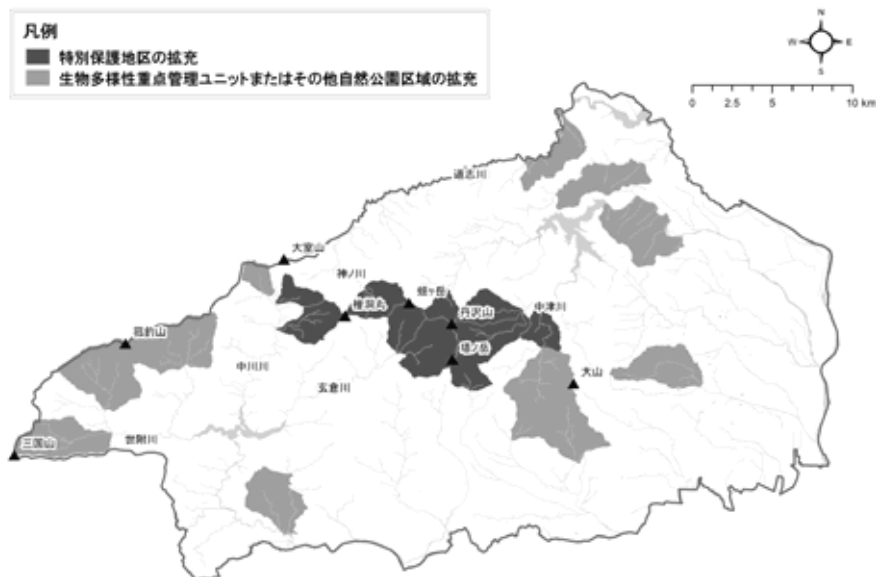 凡例
特別保護地区の拡充
生物多様性重点管理ユニットまたはその他自然公園区域の拡充
N
W E
S
0 2.5 5 10 km
道志川
大室山
神ノ川
蛭ヶ岳
檜洞丸
丹沢山
中津川
菰釣山
塔ノ岳
中川川
大山
玄倉川
三国山
世附川